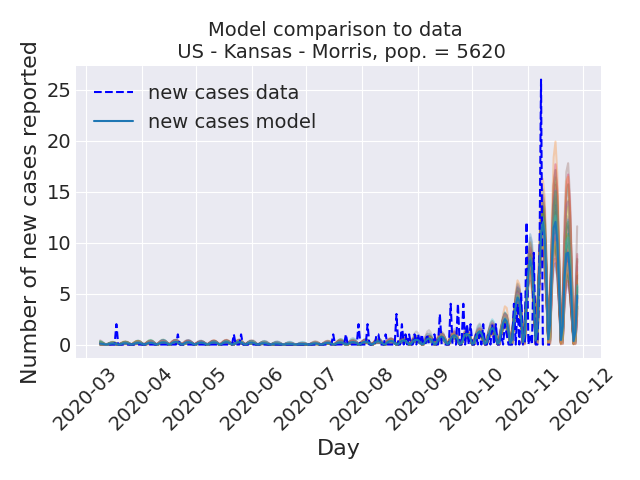 Model comparison to data
US - Kansas - Morris, pop. = 5620
Number of new cases reported
25
20
15
10
5
0
new cases data
new cases model
2020-03
2020-04
2020-05
2020-06
2020-07
2020-08
2020-09
2020-10
2020-11
2020-12
Day